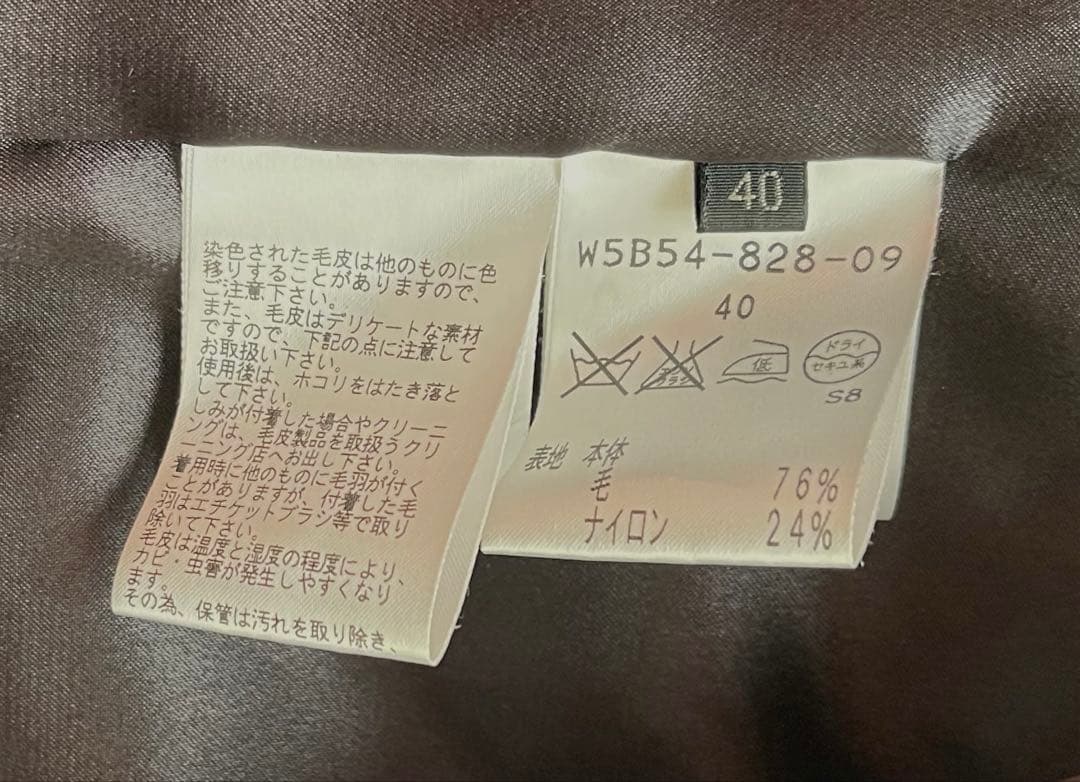 染色された毛皮は他のものに色
移りすることがありますので、
ご注意下さい。
また、毛皮はデリケートな素材
ですので、下記の点に注意して
お取扱い下さい。
使用後は、ホコリをはたき落と
して下さい。
しみが付着した場合やクリーニ
ングは、毛皮製品を取扱うクリ
ーニング店へお出し下さい。
着用時に他のものに毛羽が付く
ことがありますが、付着した毛
羽はエチケットブラシ等で取り
除いて下さい。
毛皮は温度と湿度の程度により、
カビ・虫害が発生しやすくなり
ます。
その為、保管は汚れを取り除き、
40
W5B54-828-09
40
エンソサラシ
低
ドライ
セキユ系
S8
表地 本体
毛 76%
ナイロン 24%